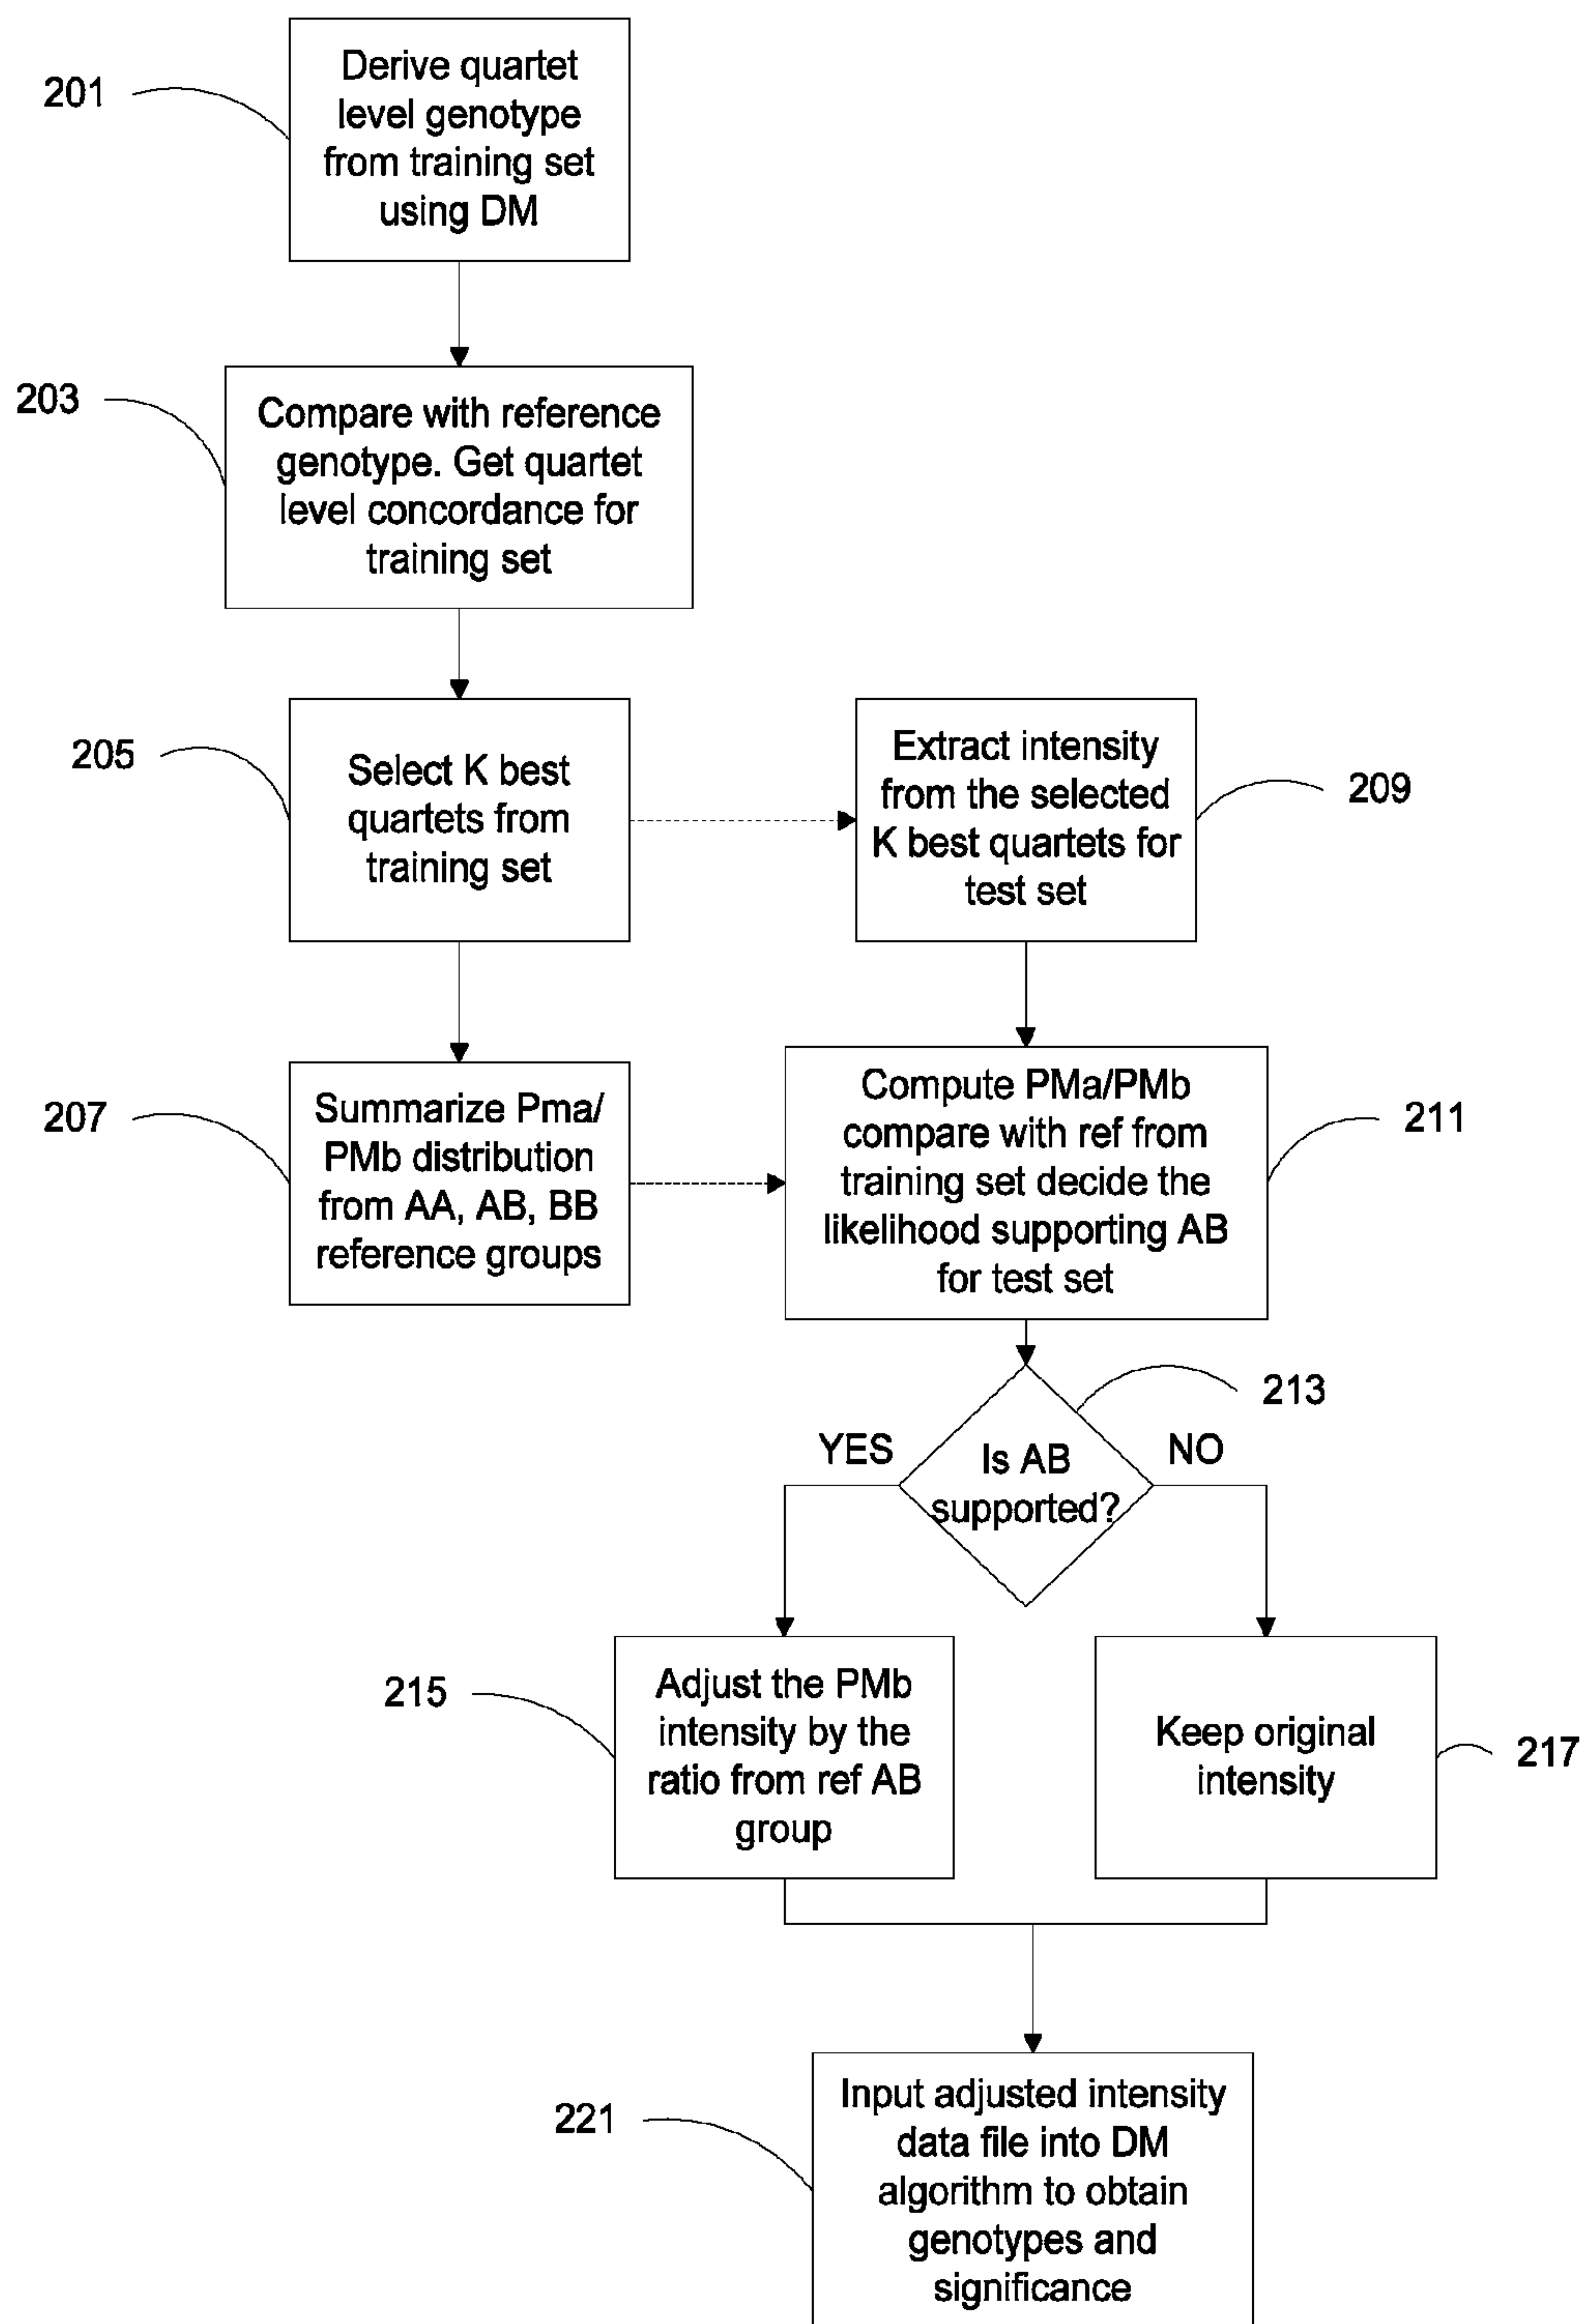 201
Derive quartet
level genotype
from training set
using DM
203
Compare with reference
genotype. Get quartet
level concordance for
training set
205
Select K best
quartets from
training set
Extract intensity
from the selected
K best quartets for
test set
209
207
Summarize Pma/
PMb distribution
from AA, AB, BB
reference groups
Compute PMa/PMb
compare with ref from
training set decide the
likelihood supporting AB
for test set
211
213
YES
Is AB
supported?
NO
215
Adjust the PMb
intensity by the
ratio from ref AB
group
Keep original
intensity
217
221
Input adjusted intensity
data file into DM
algorithm to obtain
genotypes and
significance